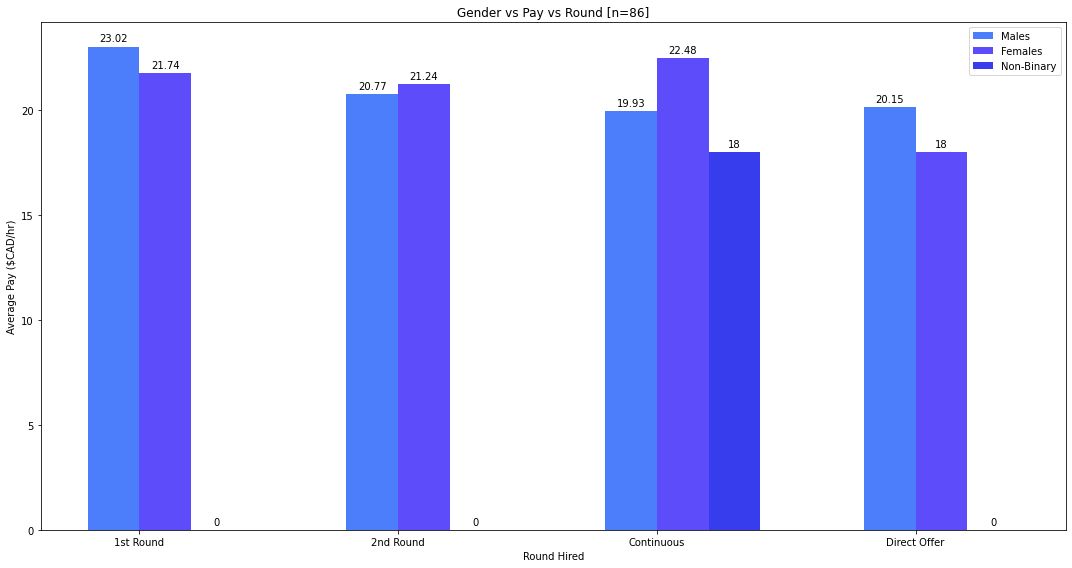 Gender vs Pay vs Round [n=86]
Males
Females
Non-Binary
23.02
21.74
0
20.77
21.24
0
19.93
22.48
18
20.15
18
0
Average Pay ($CAD/hr)
20
15
10
5
0
1st Round
2nd Round
Continuous
Direct Offer
Round Hired